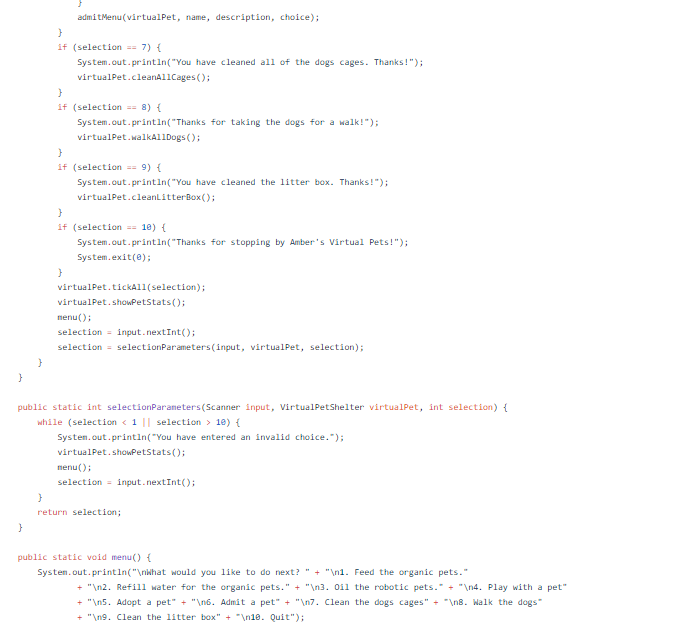 }
admitMenu(virtualPet, name, description, choice);
}
if (selection == 7) {
System.out.println("You have cleaned all of the dogs cages. Thanks!");
virtualPet.cleanAllCages();
}
if (selection == 8) {
System.out.println("Thanks for taking the dogs for a walk!");
virtualPet.walkAllDogs();
}
if (selection == 9) {
System.out.println("You have cleaned the litter box. Thanks!");
virtualPet.cleanLitterBox();
}
if (selection == 10) {
System.out.println("Thanks for stopping by Amber's Virtual Pets!");
System.exit(0);
}
virtualPet.tickAll(selection);
virtualPet.showPetStats();
menu();
selection = input.nextInt();
selection = selectionParameters(input, virtualPet, selection);
}
}
public static int selectionParameters(Scanner input, VirtualPetShelter virtualPet, int selection) {
while (selection < 1 || selection > 10) {
System.out.println("You have entered an invalid choice.");
virtualPet.showPetStats();
menu();
selection = input.nextInt();
}
return selection;
}
public static void menu() {
System.out.println("\nWhat would you like to do next? " + "\n1. Feed the organic pets."
+ "\n2. Refill water for the organic pets." + "\n3. Oil the robotic pets." + "\n4. Play with a pet"
+ "\n5. Adopt a pet" + "\n6. Admit a pet" + "\n7. Clean the dogs cages" + "\n8. Walk the dogs"
+ "\n9. Clean the litter box" + "\n10. Quit");